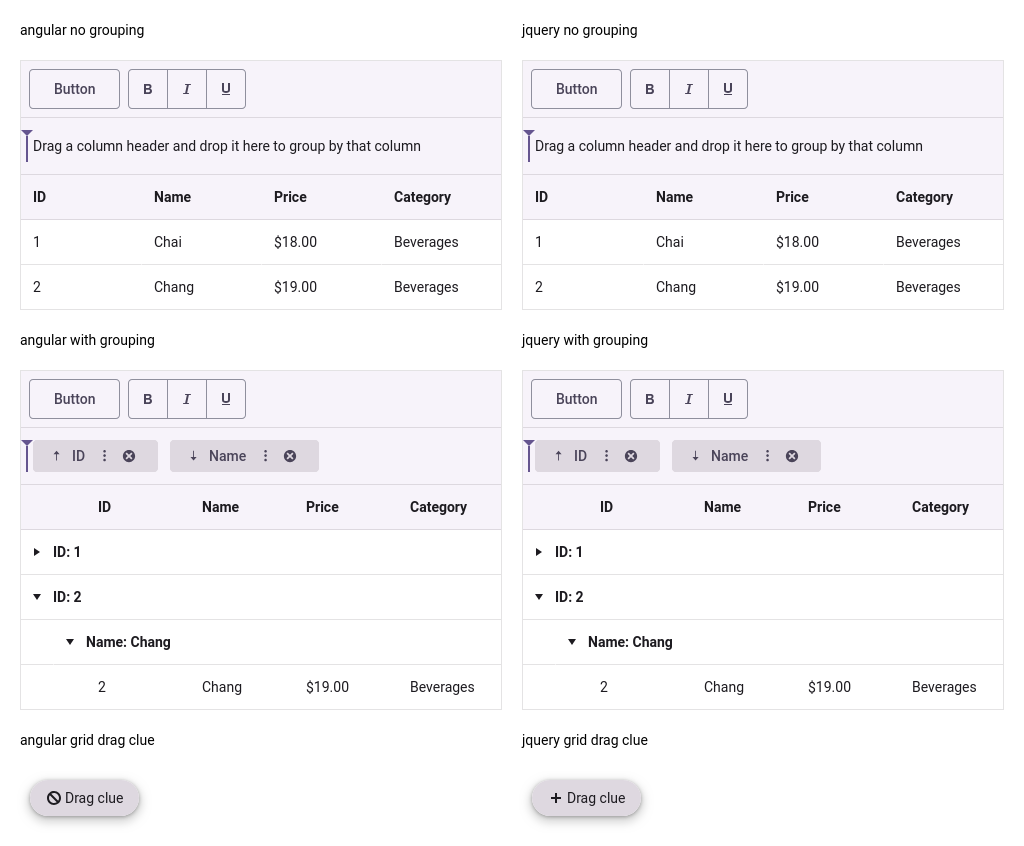 angular no grouping
Button B I U
Drag a column header and drop it here to group by that column
ID Name Price Category
1 Chai $18.00 Beverages
2 Chang $19.00 Beverages
jquery no grouping
Button B I U
Drag a column header and drop it here to group by that column
ID Name Price Category
1 Chai $18.00 Beverages
2 Chang $19.00 Beverages
angular with grouping
Button B I U
↑ ID ↓ Name
ID Name Price Category
ID: 1
ID: 2
Name: Chang
2 Chang $19.00 Beverages
jquery with grouping
Button B I U
↑ ID ↓ Name
ID Name Price Category
ID: 1
ID: 2
Name: Chang
2 Chang $19.00 Beverages
angular grid drag clue
Drag clue
jquery grid drag clue
+ Drag clue